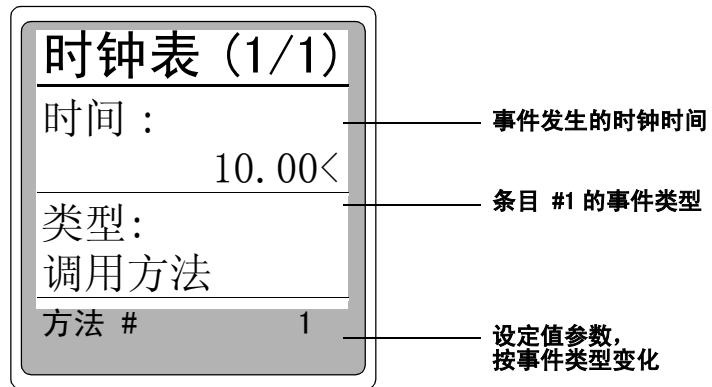 时钟表 (1/1)
时间：
10.00<
类型:
调用方法
方法 # 1
事件发生的时钟时间
条目 #1 的事件类型
设定值参数，
按事件类型变化